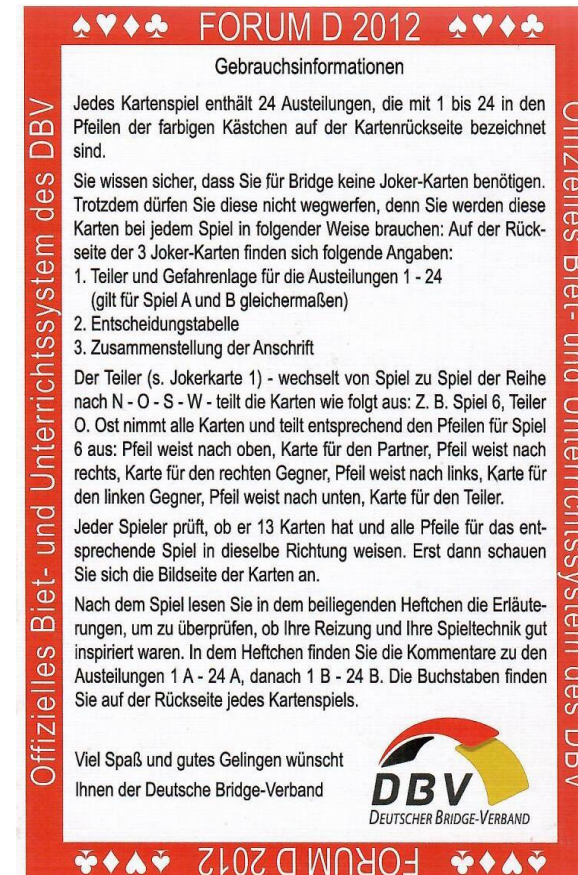 ♠♥♦♣ FORUM D 2012 ♠♥♦♣
Gebrauchsinformationen
Jedes Kartenspiel enthält 24 Austeilungen, die mit 1 bis 24 in den
Pfeilen der farbigen Kästchen auf der Kartenrückseite bezeichnet
sind.
Sie wissen sicher, dass Sie für Bridge keine Joker-Karten benötigen.
Trotzdem dürfen Sie diese nicht wegwerfen, denn Sie werden diese
Karten bei jedem Spiel in folgender Weise brauchen: Auf der Rück-
seite der 3 Joker-Karten finden sich folgende Angaben:
1. Teiler und Gefahrenlage für die Austeilungen 1 - 24
(gilt für Spiel A und B gleichermaßen)
2. Entscheidungstabelle
3. Zusammenstellung der Anschrift
Der Teiler (s. Jokerkarte 1) - wechselt von Spiel zu Spiel der Reihe
nach N - O - S - W - teilt die Karten wie folgt aus: Z. B. Spiel 6, Teiler
O. Ost nimmt alle Karten und teilt entsprechend den Pfeilen für Spiel
6 aus: Pfeil weist nach oben, Karte für den Partner, Pfeil weist nach
rechts, Karte für den rechten Gegner, Pfeil weist nach links, Karte für
den linken Gegner, Pfeil weist nach unten, Karte für den Teiler.
Jeder Spieler prüft, ob er 13 Karten hat und alle Pfeile für das ent-
sprechende Spiel in dieselbe Richtung weisen. Erst dann schauen
Sie sich die Bildseite der Karten an.
Nach dem Spiel lesen Sie in dem beiliegenden Heftchen die Erläute-
rungen, um zu überprüfen, ob Ihre Reizung und Ihre Spieltechnik gut
inspiriert waren. In dem Heftchen finden Sie die Kommentare zu den
Austeilungen 1 A - 24 A, danach 1 B - 24 B. Die Buchstaben finden
Sie auf der Rückseite jedes Kartenspiels.
Viel Spaß und gutes Gelingen wünscht
Ihnen der Deutsche Bridge-Verband
DBV
DEUTSCHER BRIDGE-VERBAND
Offizielles Biet- und Unterrichtssystem des DBV
Offizielles Biet- und Unterrichtssystem des DBV
♠♥♦♣ FORUM D 2012 ♠♥♦♣